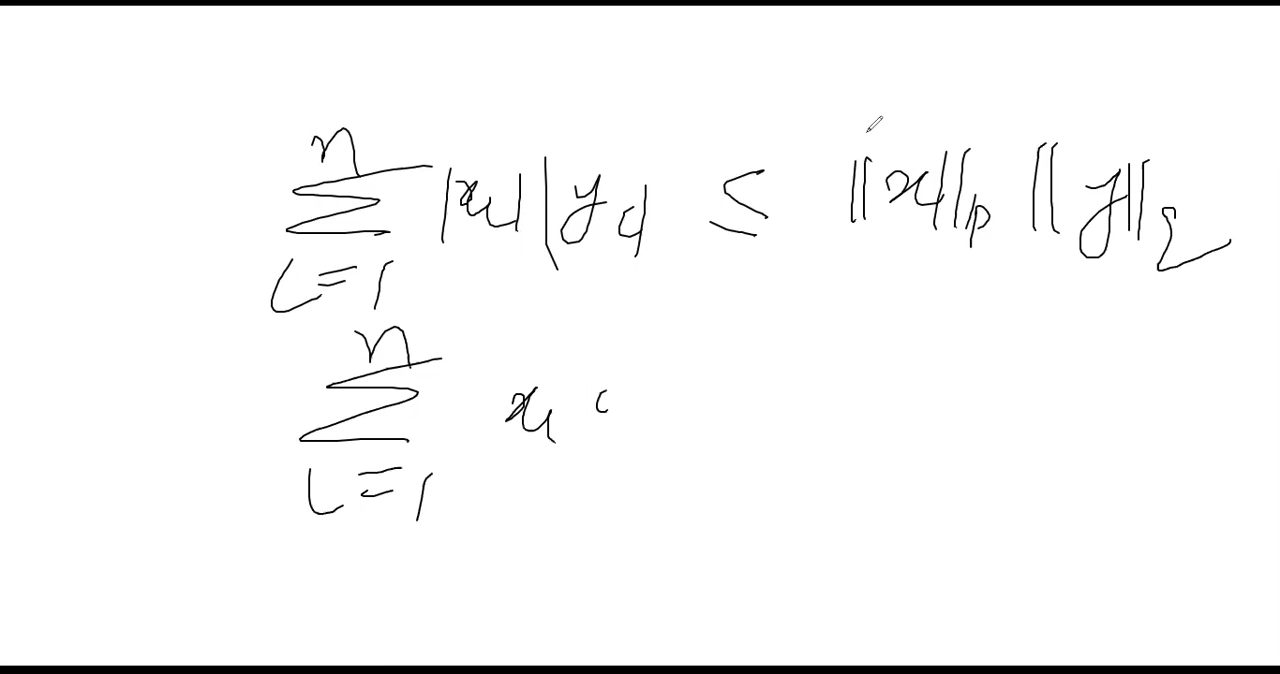 ∑_{i=1}^{n} |x_i| |y_i| ≤ ||x||_p ||y||_q
∑_{i=1}^{n} x_i